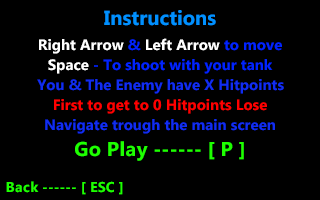 Instructions
Right Arrow & Left Arrow to move
Space - To shoot with your tank
You & The Enemy have X Hitpoints
First to get to 0 Hitpoints Lose
Navigate trough the main screen
Go Play ------ [ P ]
Back ------ [ ESC ]